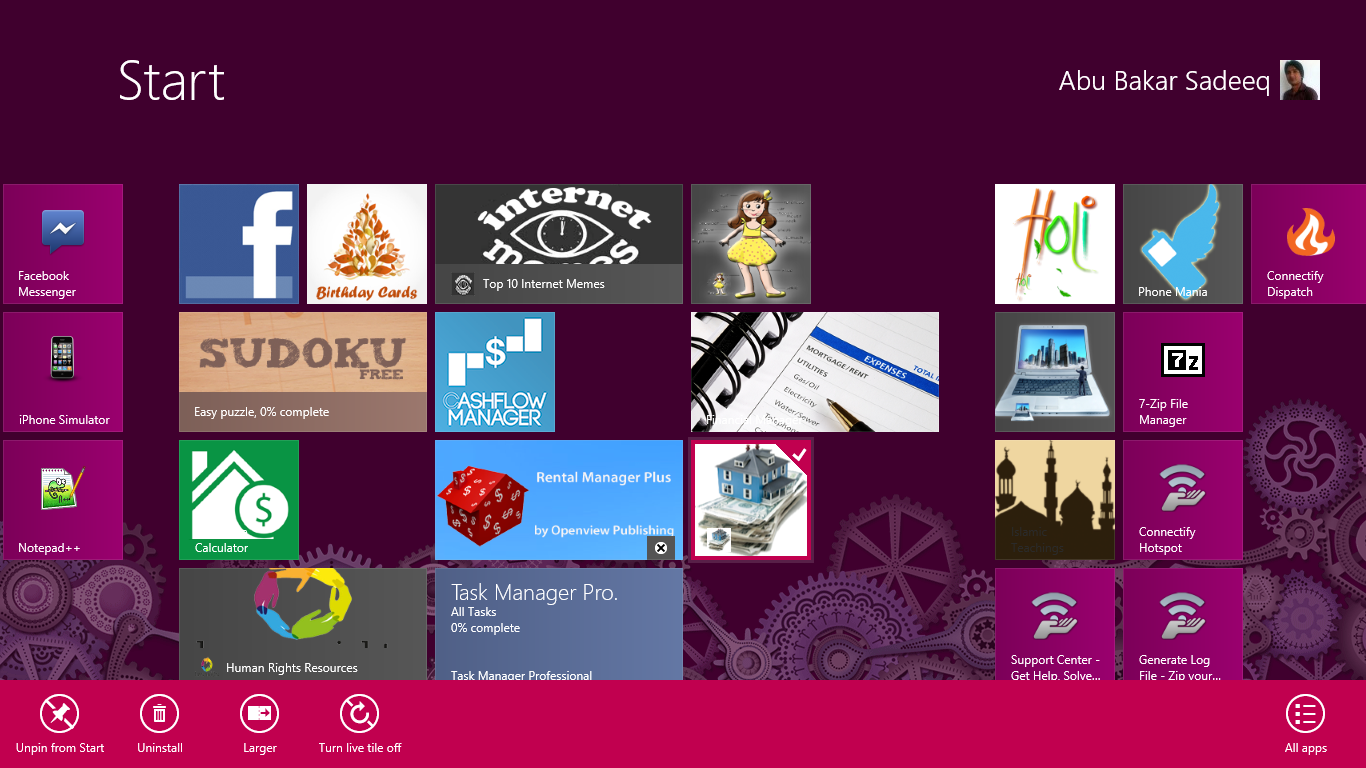 Start
Abu Bakar Sadeeq
Facebook
Messenger
f
Birthday Cards
internet
Top 10 Internet Memes
Holi
Holi
Phone Mania
Connectify
Dispatch
iPhone Simulator
SUDOKU
FREE
Easy puzzle, 0% complete
$
CASHFLOW
MANAGER
EXPENSES
MORTGAGE/RENT
UTILITIES
Gas/Oil
Electricity
Water/Sewer
Telephone
7z
7-Zip File
Manager
Notepad++
$
Calculator
Rental Manager Plus
by Openview Publishing
Islamic
Teachings
Connectify
Hotspot
Human Rights Resources
Task Manager Pro.
All Tasks
0% complete
Task Manager Professional
Support Center -
Get Help, Solve...
Generate Log
File - Zip your...
Unpin from Start
Uninstall
Larger
Turn live tile off
All apps